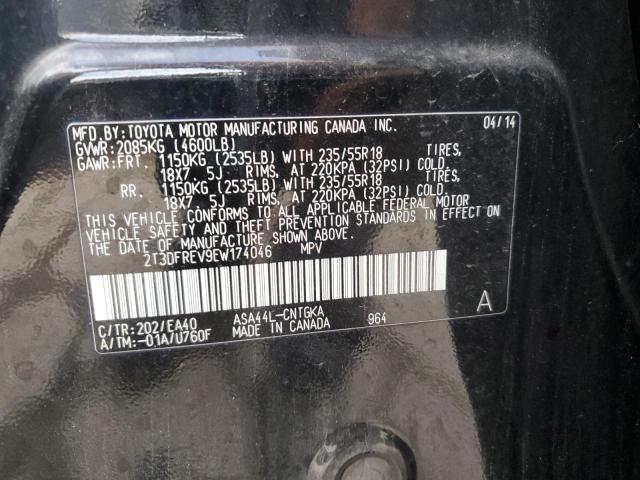 MFD.BY:TOYOTA MOTOR MANUFACTURING CANADA INC. 04/14
GVWR:2085KG (4600LB)
GAWR:FRT. 1150KG (2535LB) WITH 235/55R18 TIRES,
18X7 5J RIMS, AT 220KPA (32PSI) COLD.
RR. 1150KG (2535LB) WITH 235/55R18 TIRES,
18X7 5J RIMS, AT 220KPA (32PSI) COLD.
THIS VEHICLE CONFORMS TO ALL APPLICABLE FEDERAL MOTOR
VEHICLE SAFETY AND THEFT PREVENTION STANDARDS IN EFFECT ON
THE DATE OF MANUFACTURE SHOWN ABOVE.
2T3DFREV9EW174046 MPV
C/TR:202/EA40 ASA44L-CNTGKA A
A/TM:-01A/U760F MADE IN CANADA 964